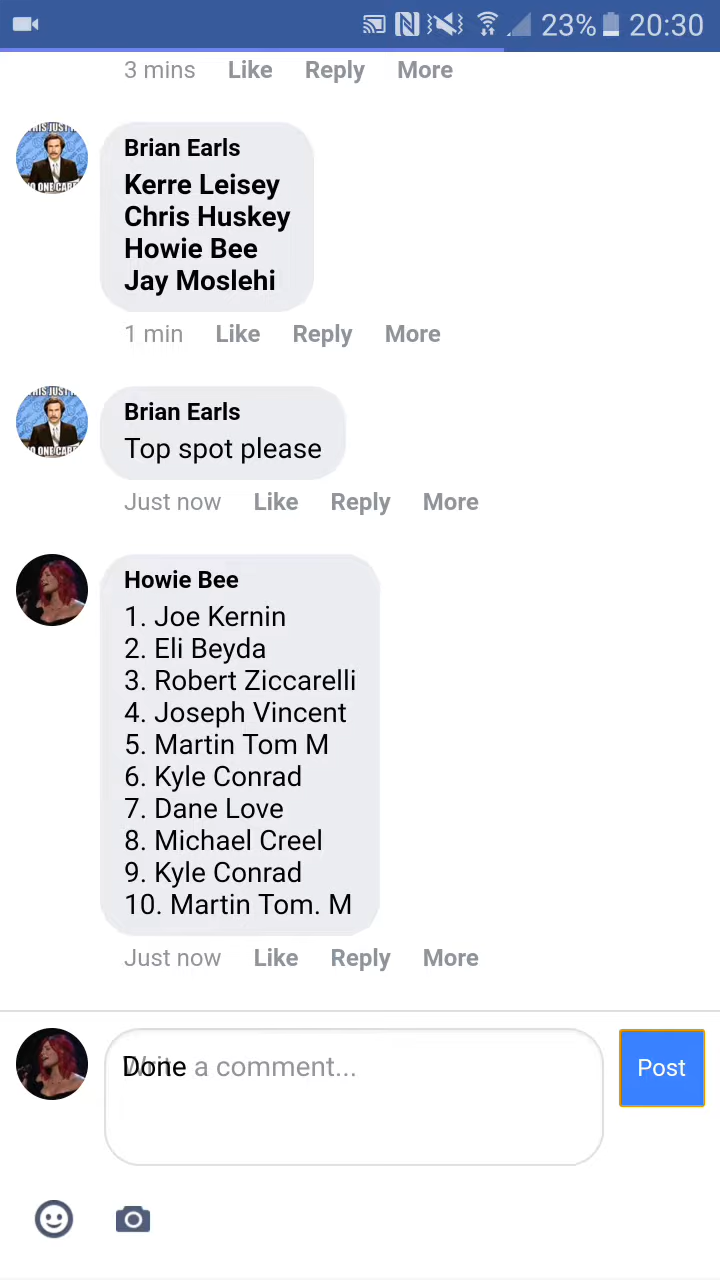 23% 20:30
3 mins Like Reply More
Brian Earls
Kerre Leisey
Chris Huskey
Howie Bee
Jay Moslehi
1 min Like Reply More
Brian Earls
Top spot please
Just now Like Reply More
Howie Bee
1. Joe Kernin
2. Eli Beyda
3. Robert Ziccarelli
4. Joseph Vincent
5. Martin Tom M
6. Kyle Conrad
7. Dane Love
8. Michael Creel
9. Kyle Conrad
10. Martin Tom. M
Just now Like Reply More
Done a comment...
Post